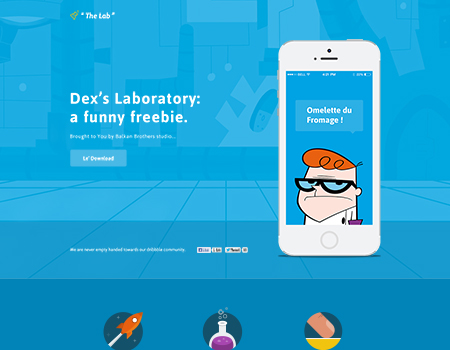 " The Lab "
Dex's Laboratory:
a funny freebie.
Brought to You by Balkan Brothers studio...
Le' Download
BELL
4:21 PM
Omelette du
Fromage !
We are never empty handed towards our dribbble community.
Like
Tweet